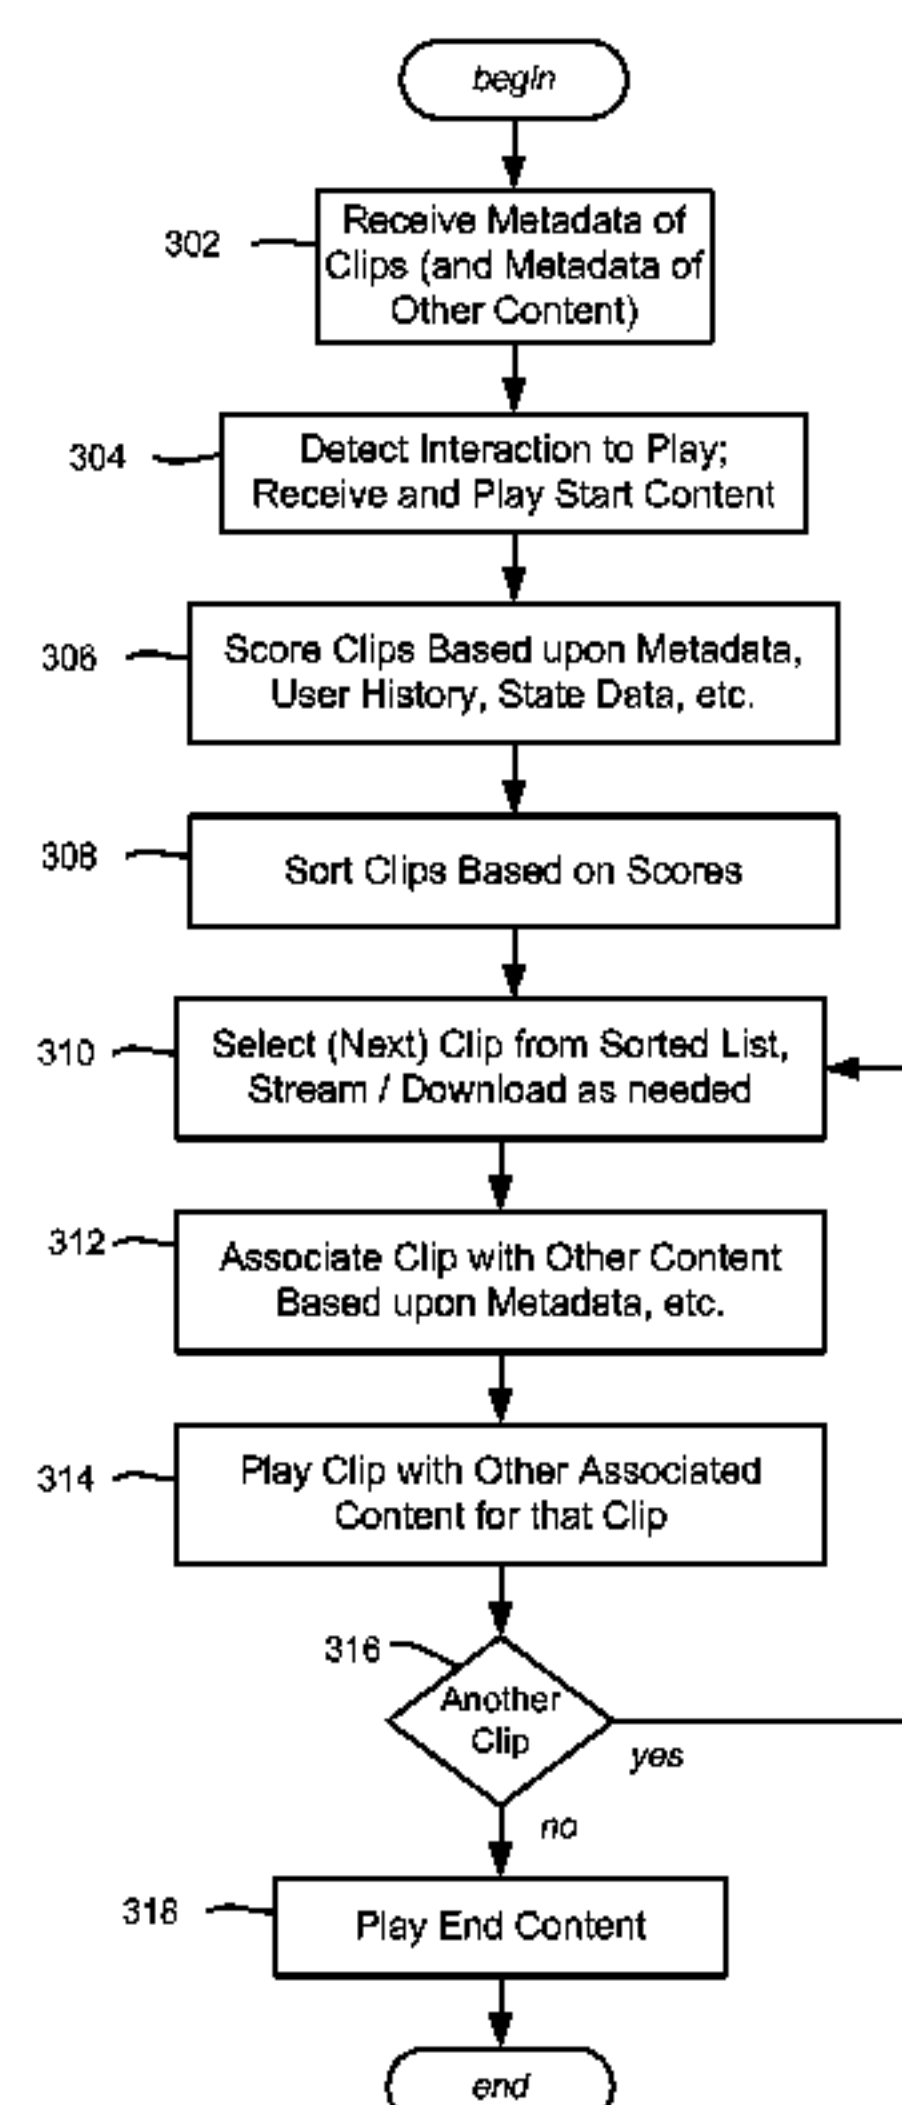 begin
302
Receive Metadata of
Clips (and Metadata of
Other Content)
304
Detect Interaction to Play;
Receive and Play Start Content
306
Score Clips Based upon Metadata,
User History, State Data, etc.
308
Sort Clips Based on Scores
310
Select (Next) Clip from Sorted List,
Stream / Download as needed
312
Associate Clip with Other Content
Based upon Metadata, etc.
314
Play Clip with Other Associated
Content for that Clip
316
Another
Clip
yes
no
318
Play End Content
end